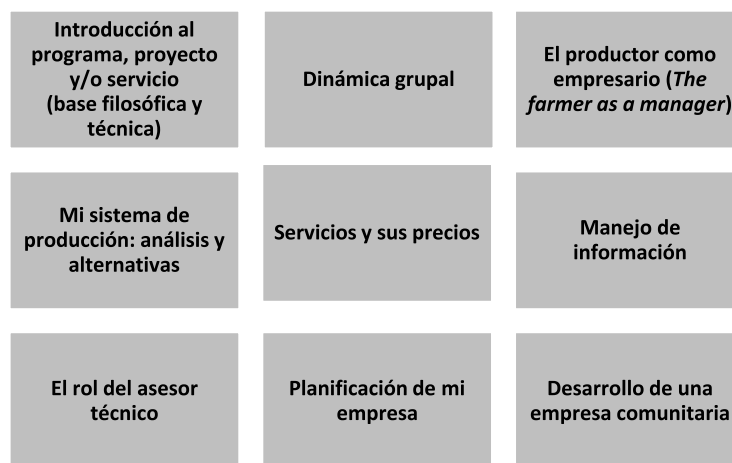 Introducción al
programa, proyecto
y/o servicio
(base filosófica y
técnica)
Dinámica grupal
El productor como
empresario (The
farmer as a manager)
Mi sistema de
producción: análisis y
alternativas
Servicios y sus precios
Manejo de
información
El rol del asesor
técnico
Planificación de mi
empresa
Desarrollo de una
empresa comunitaria